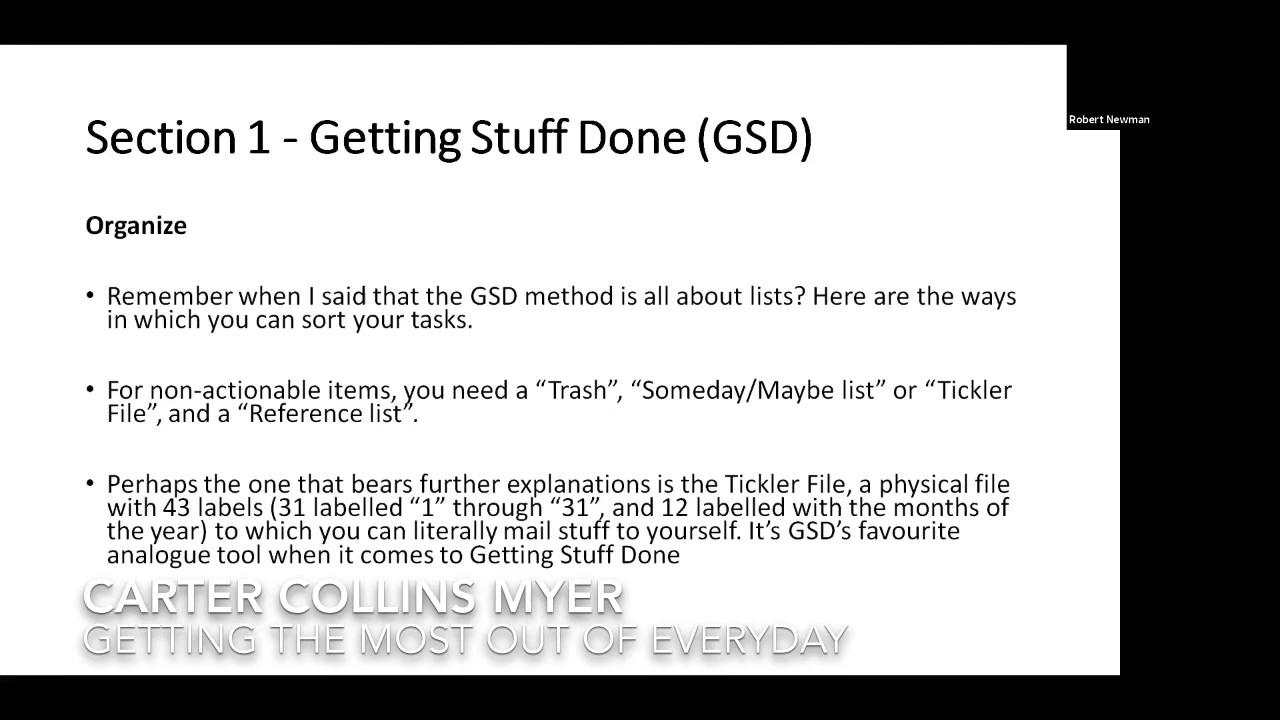 Section 1 - Getting Stuff Done (GSD)
Robert Newman
Organize
• Remember when I said that the GSD method is all about lists? Here are the ways
in which you can sort your tasks.
• For non-actionable items, you need a “Trash”, “Someday/Maybe list” or “Tickler
File”, and a “Reference list”.
• Perhaps the one that bears further explanations is the Tickler File, a physical file
with 43 labels (31 labelled “1” through “31”, and 12 labelled with the months of
the year) to which you can literally mail stuff to yourself. It’s GSD’s favourite
analogue tool when it comes to Getting Stuff Done
CARTER COLLINS MYER
GETTING THE MOST OUT OF EVERYDAY